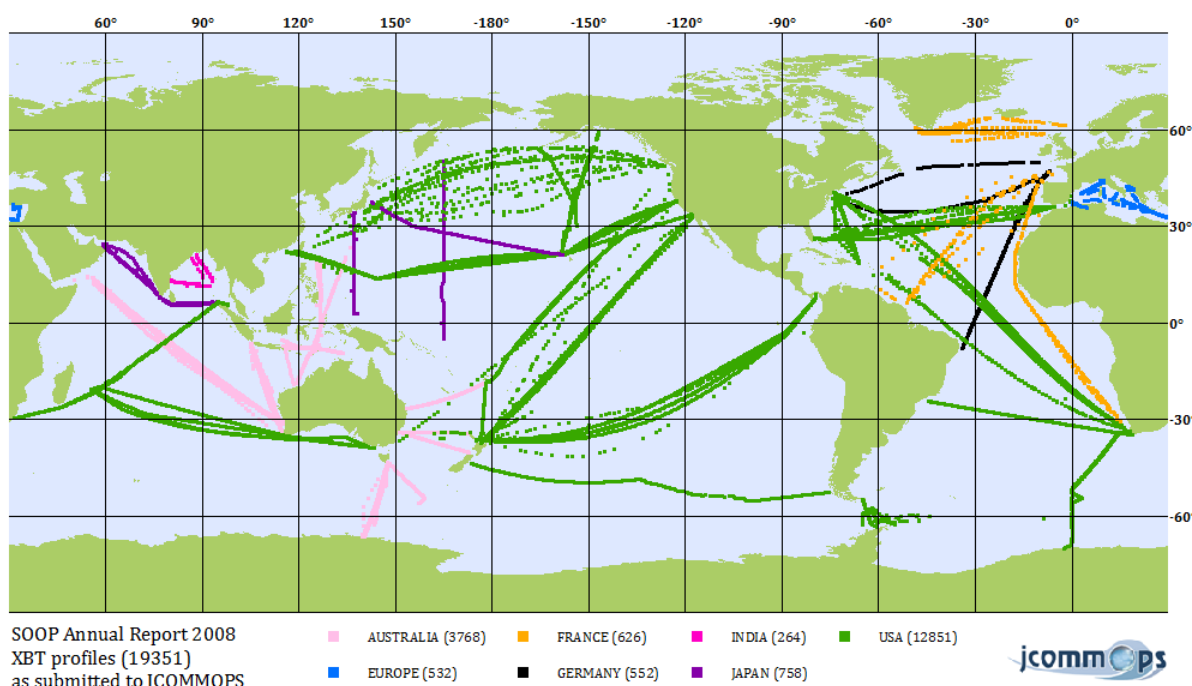 60° 90° 120° 150° -180° -150° -120° -90° -60° -30° 0°
60°
30°
0°
-30°
-60°
SOOP Annual Report 2008
XBT profiles (19351)
as submitted to JCOMMOPS
AUSTRALIA (3768) FRANCE (626) INDIA (264) USA (12851)
EUROPE (532) GERMANY (552) JAPAN (758)
jcommops